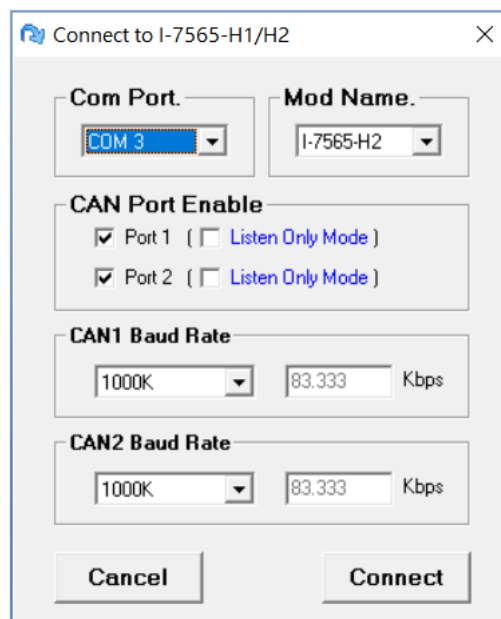 Connect to I-7565-H1/H2
Com Port.
Mod Name.
COM 3
I-7565-H2
CAN Port Enable
Port 1 ( Listen Only Mode )
Port 2 ( Listen Only Mode )
CAN1 Baud Rate
1000K 83.333 Kbps
CAN2 Baud Rate
1000K 83.333 Kbps
Cancel Connect